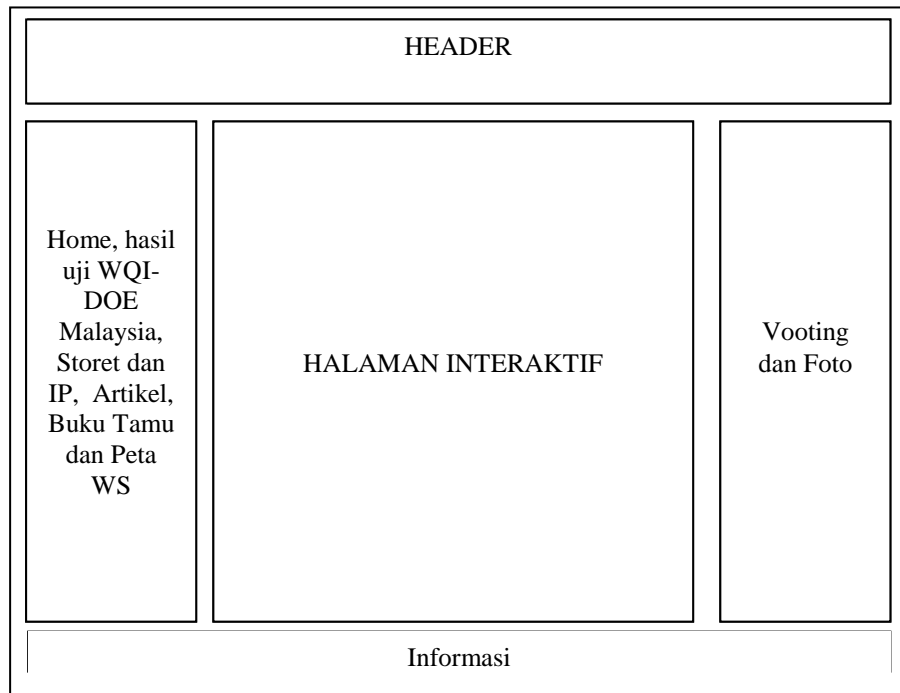 HEADER
Home, hasil
uji WQI-
DOE
Malaysia,
Storet dan
IP, Artikel,
Buku Tamu
dan Peta
WS
HALAMAN INTERAKTIF
Vooting
dan Foto
Informasi